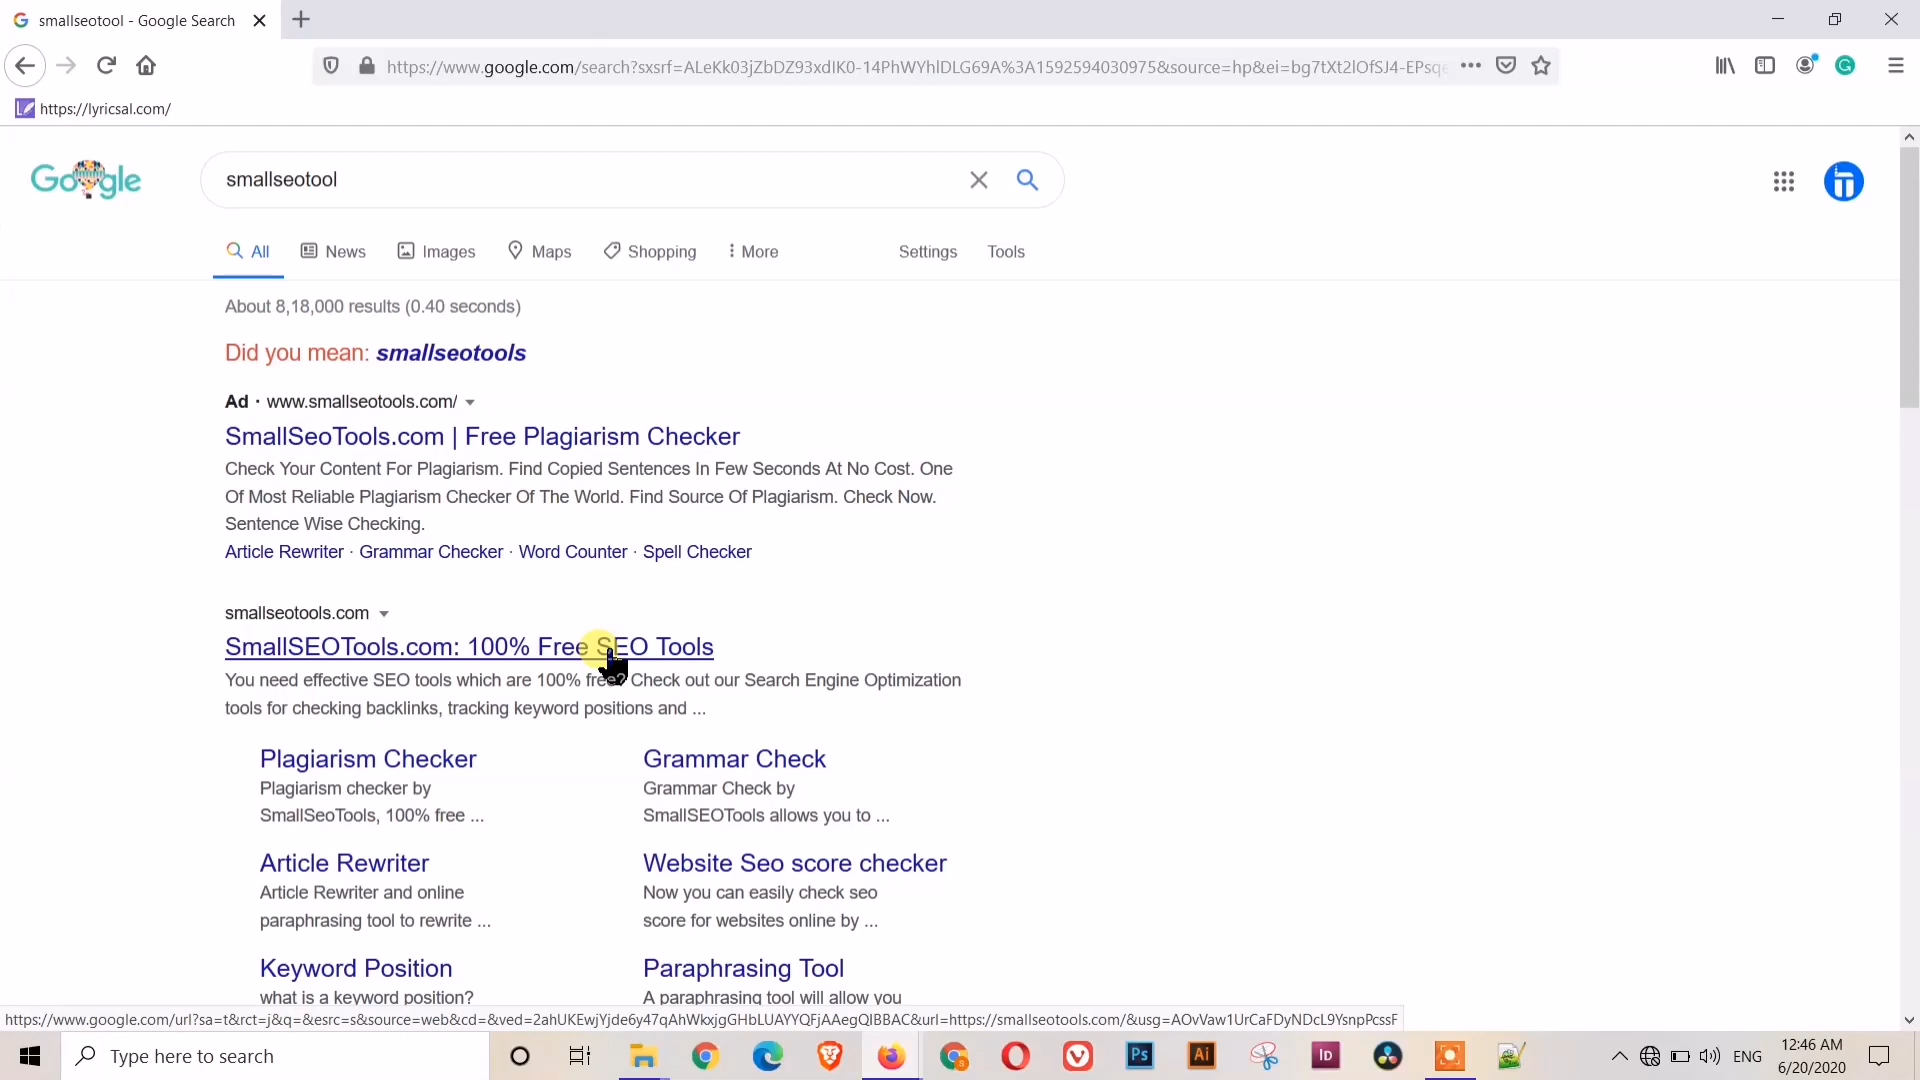 smallseotool - Google Search
https://www.google.com/search?sxsrf=ALeKk03jZbDZ93xdIK0-14PhWYhlDLG69A%3A1592594030975&source=hp&ei=bg7tXt2lOfSJ4-EPsqe
https://lyricsal.com/
Google
smallseotool
All News Images Maps Shopping More Settings Tools
About 8,18,000 results (0.40 seconds)
Did you mean: smallseotools
Ad · www.smallseotools.com/
SmallSeoTools.com | Free Plagiarism Checker
Check Your Content For Plagiarism. Find Copied Sentences In Few Seconds At No Cost. One
Of Most Reliable Plagiarism Checker Of The World. Find Source Of Plagiarism. Check Now.
Sentence Wise Checking.
Article Rewriter · Grammar Checker · Word Counter · Spell Checker
smallseotools.com
SmallSEOTools.com: 100% Free SEO Tools
You need effective SEO tools which are 100% free? Check out our Search Engine Optimization
tools for checking backlinks, tracking keyword positions and ...
Plagiarism Checker
Plagiarism checker by
SmallSeoTools, 100% free ...
Grammar Check
Grammar Check by
SmallSEOTools allows you to ...
Article Rewriter
Article Rewriter and online
paraphrasing tool to rewrite ...
Website Seo score checker
Now you can easily check seo
score for websites online by ...
Keyword Position
what is a keyword position?
Paraphrasing Tool
A paraphrasing tool will allow you
https://www.google.com/url?sa=t&rct=j&q=&esrc=s&source=web&cd=&ved=2ahUKEwjYjde6y47qAhWkxjgGHbLUAYYQFjAAegQIBBAC&url=https://smallseotools.com/&usg=AOvVaw1UrCaFDyNDcL9YsnpPcssF
Type here to search
Ps
Ai
Id
ENG
12:46 AM
6/20/2020